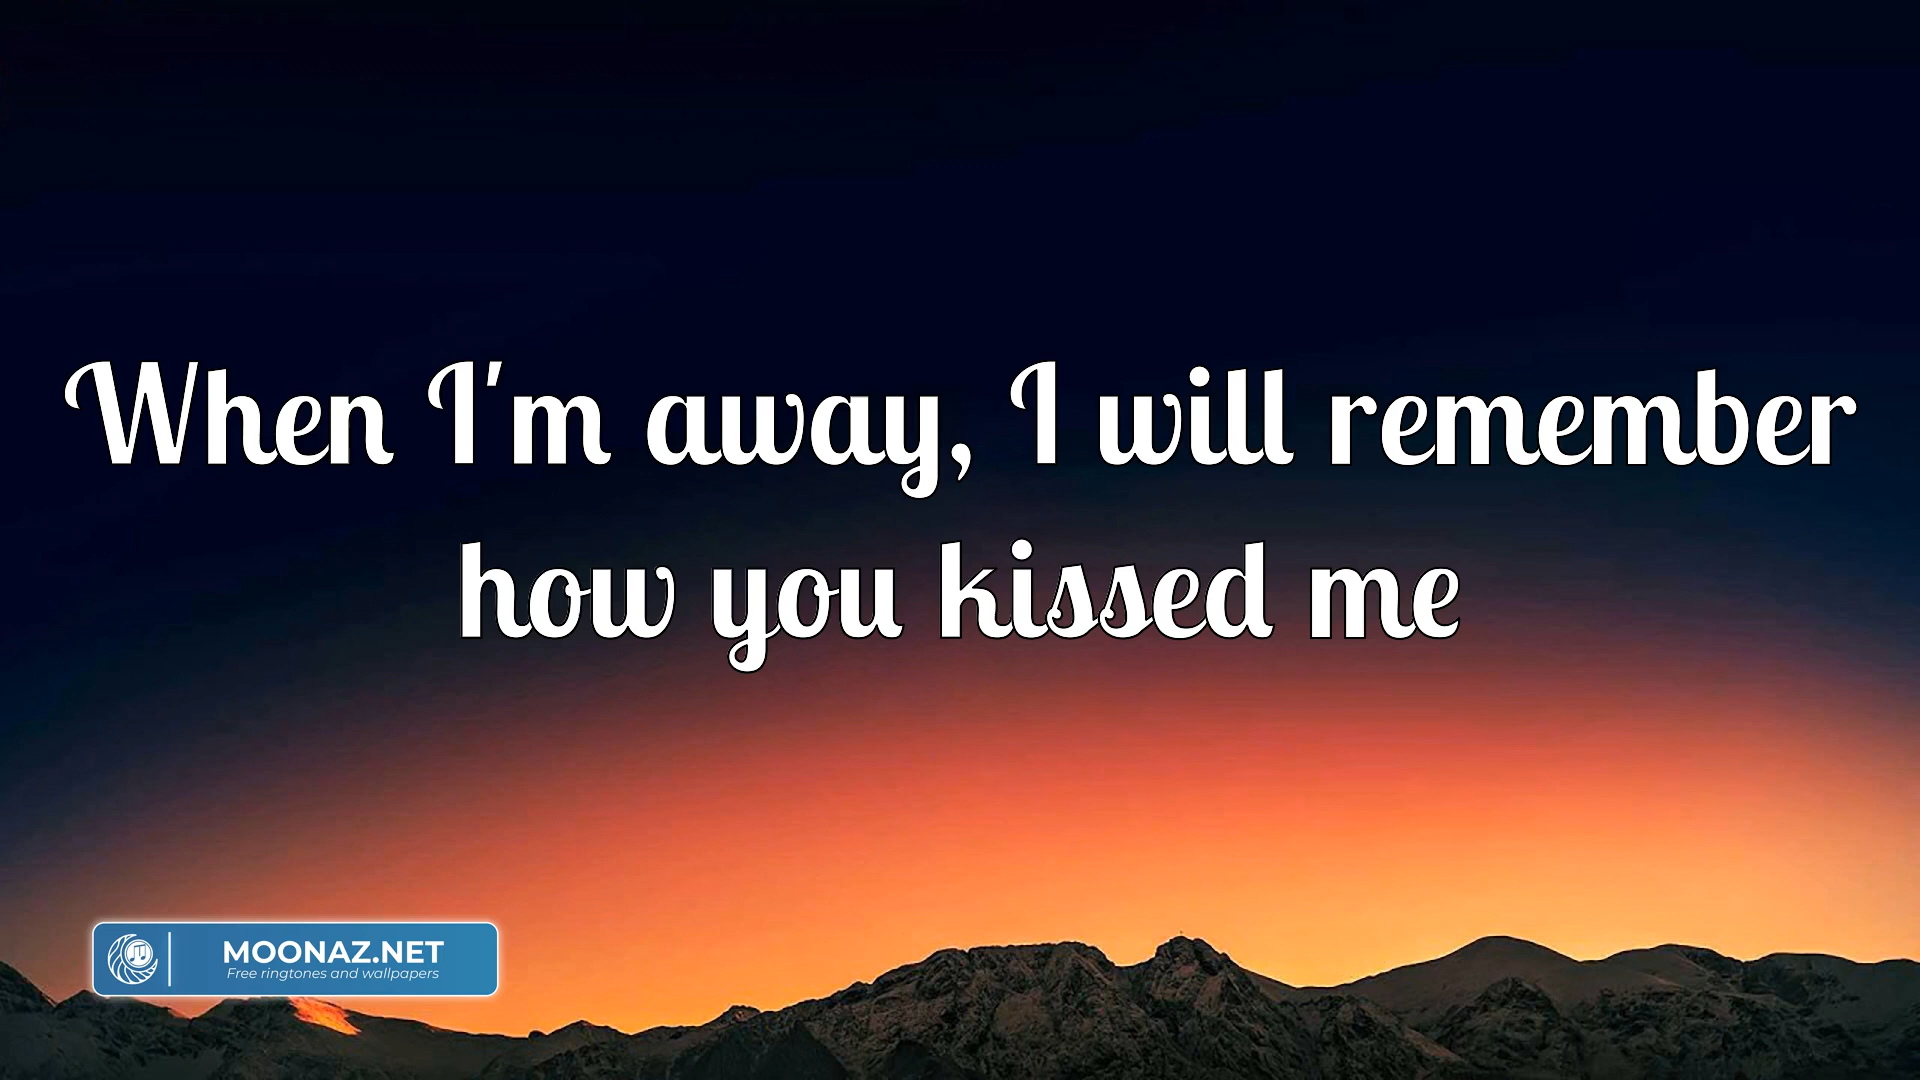 When I'm away, I will remember
how you kissed me
MOONAZ.NET
Free ringtones and wallpapers